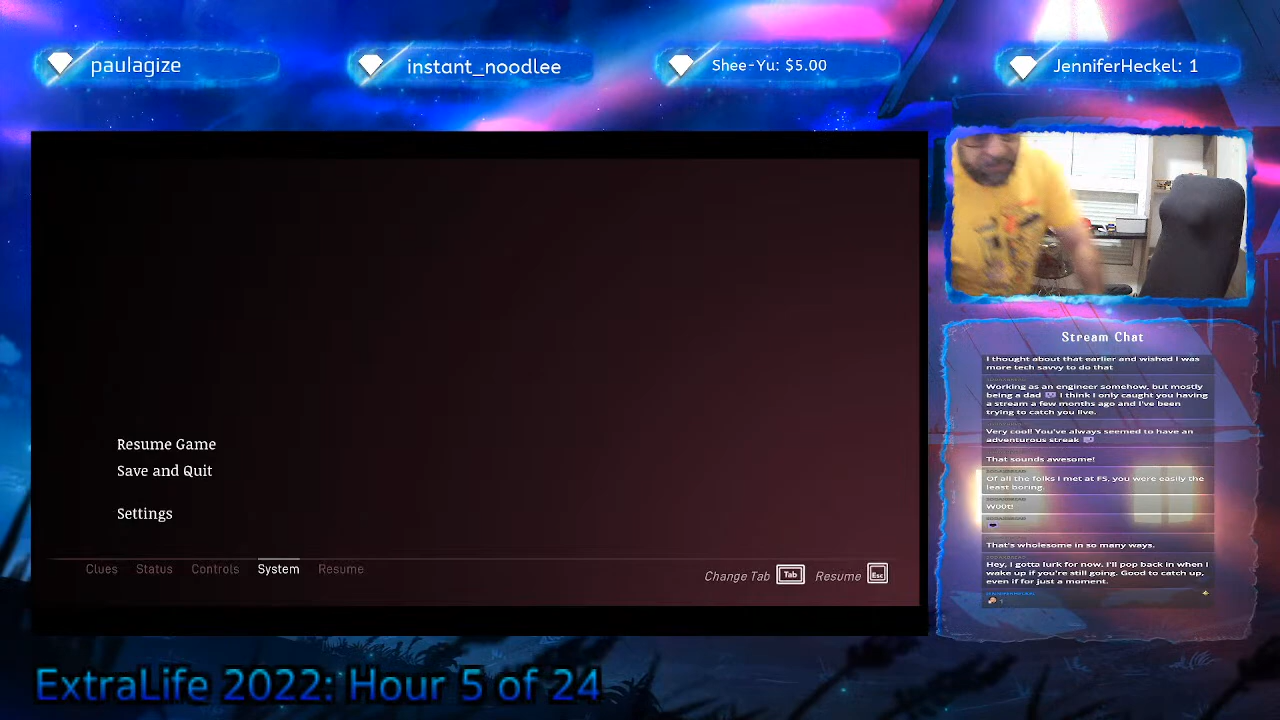 paulagize
instant_noodlee
Shee-Yu: $5.00
JenniferHeckel: 1
Stream Chat
I thought about that earlier and wished I was
more tech savvy to do that
Working as an engineer somehow, but mostly
being a dad I think I only caught you having
a stream a few months ago and I've been
trying to catch you live.
Very cool! You've always seemed to have an
adventurous streak
That sounds awesome!
Of all the folks I met at FS, you were easily the
least boring
W00t!
That's wholesome in so many ways.
Hey, I gotta lurk for now. I'll pop back in when I
wake up if you're still going. Good to catch up,
even if for just a moment.
Resume Game
Save and Quit
Settings
Clues Status Controls System Resume
Change Tab Tab Resume Esc
ExtraLife 2022: Hour 5 of 24